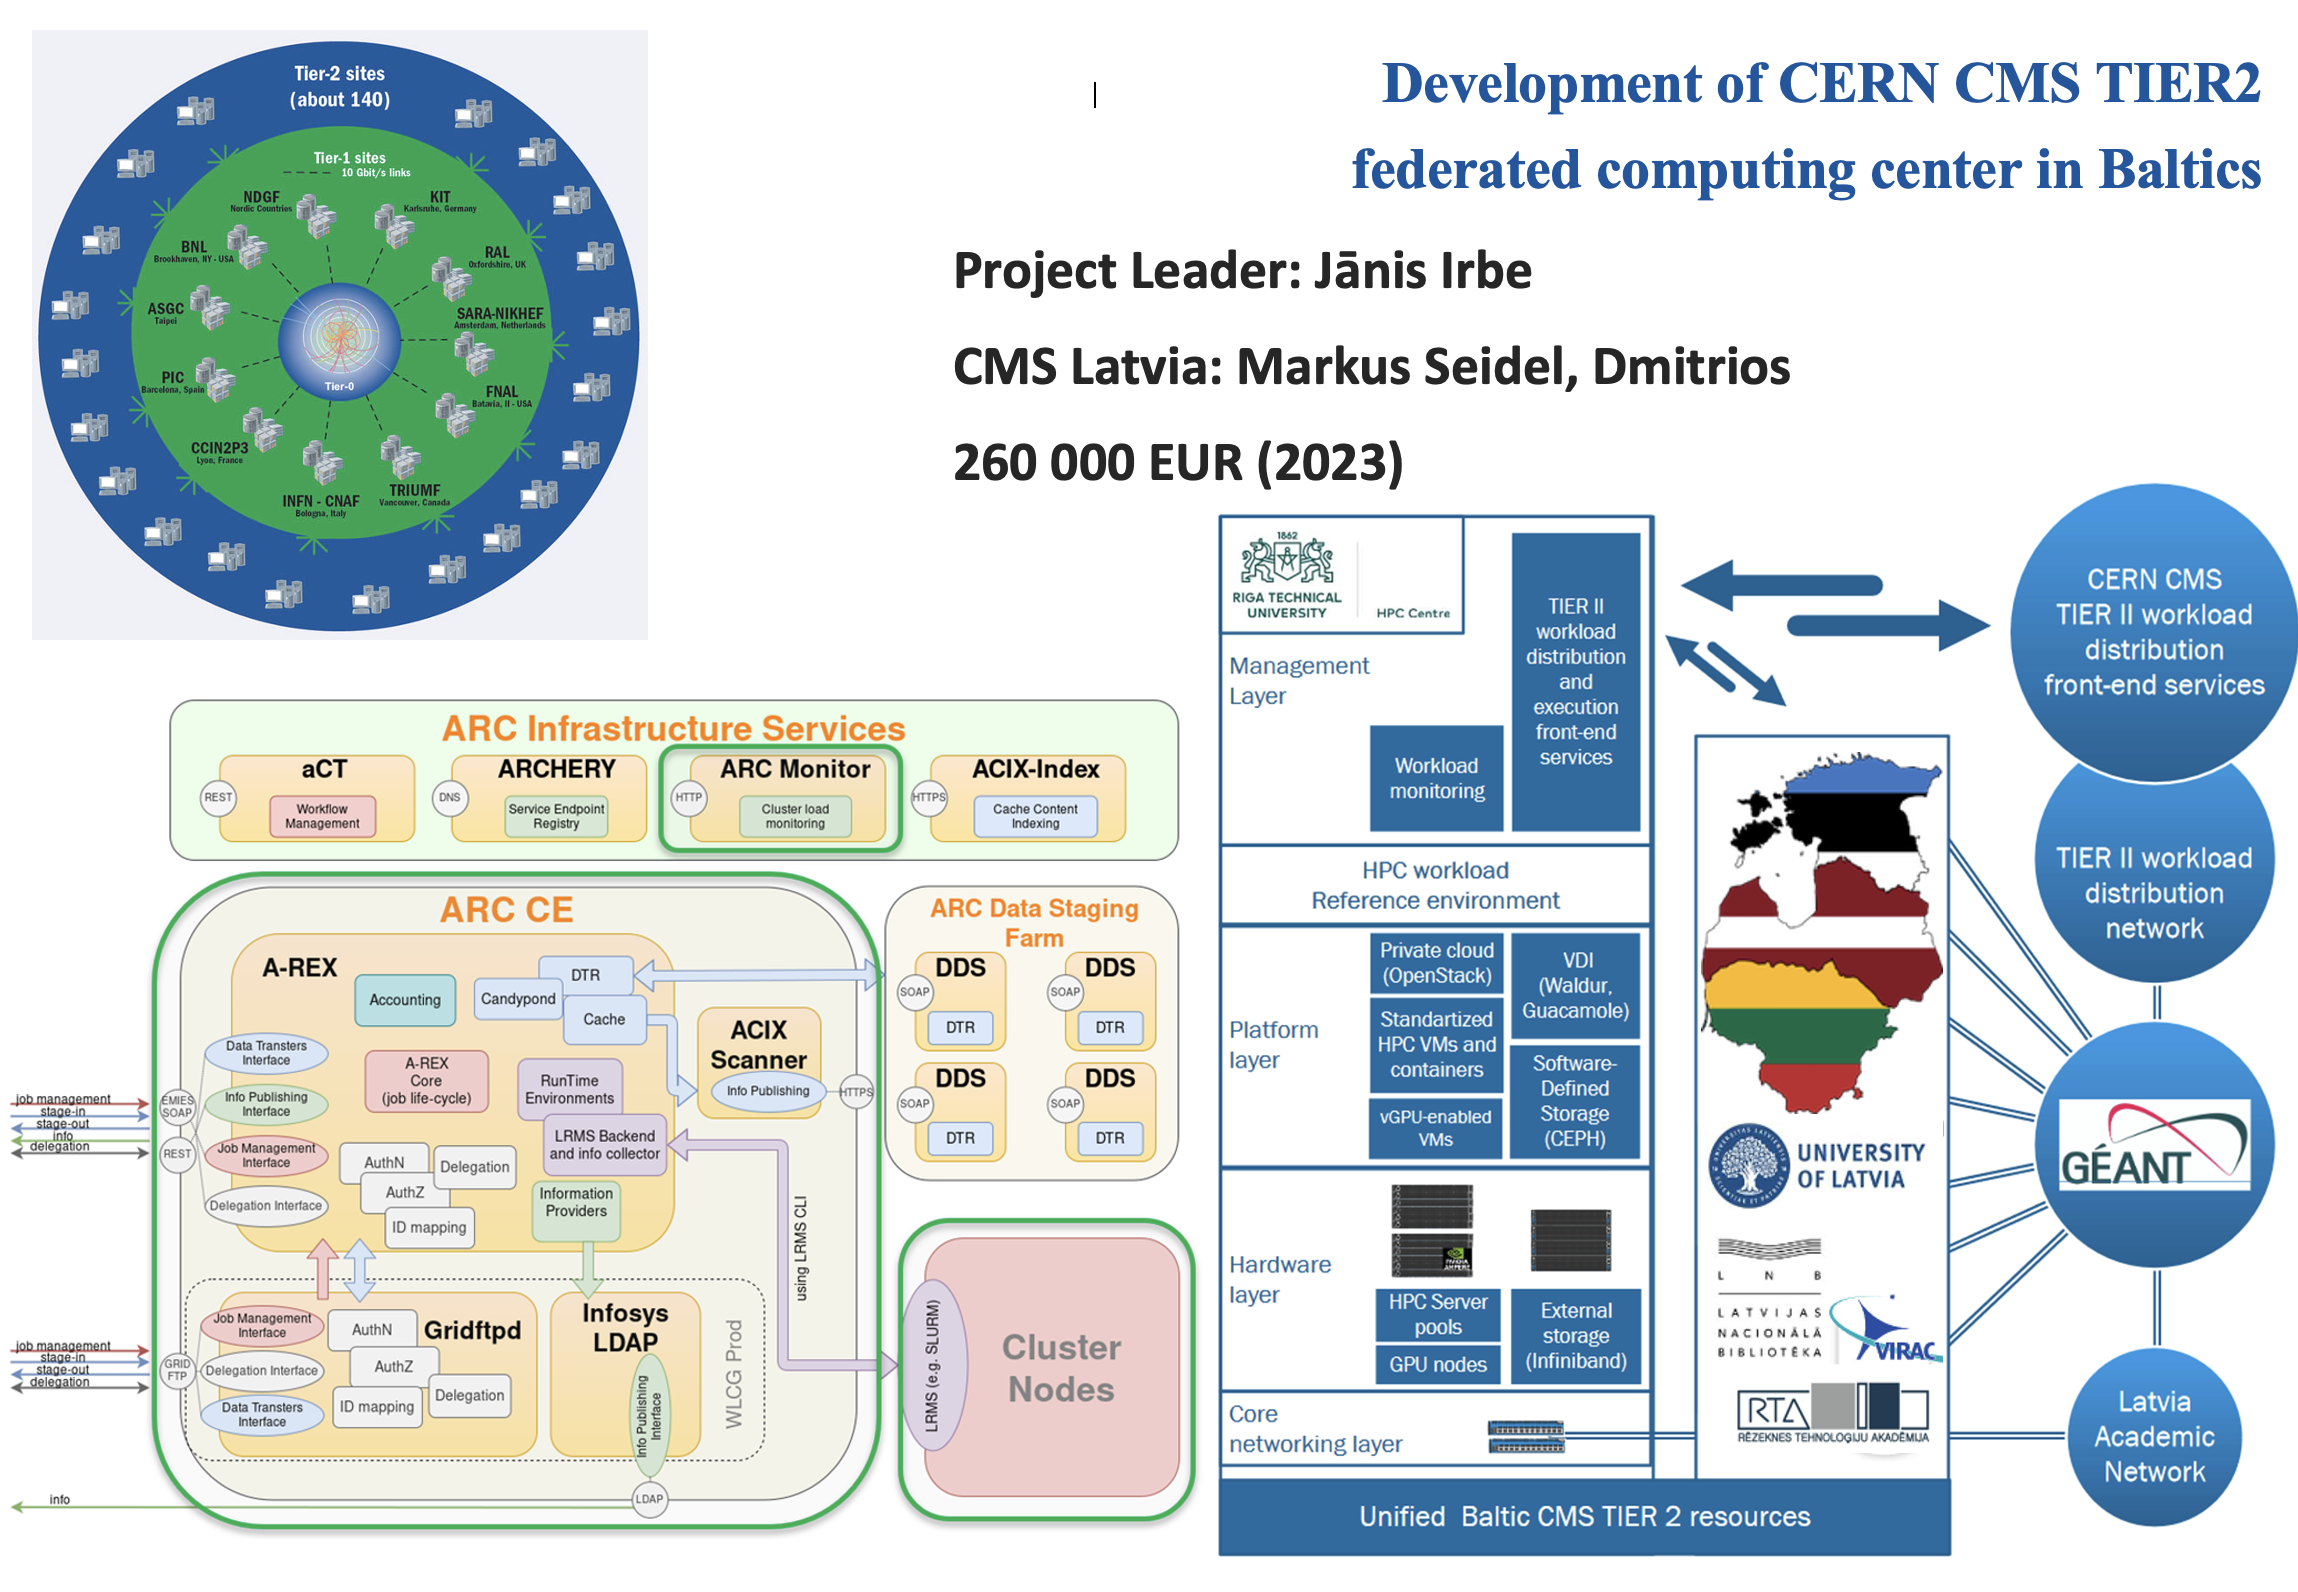 Development of CERN CMS TIER2
federated computing center in Baltics
Project Leader: Jānis Irbe
CMS Latvia: Markus Seidel, Dmitrios
260 000 EUR (2023)
Tier-2 sites
(about 140)
Tier-1 sites
10 Gbit/s links
NDGF
Nordic Countries
KIT
Karlsruhe, Germany
BNL
Brookhaven, NY - USA
RAL
Oxfordshire, UK
ASGC
Taipei
SARA-NIKHEF
Amsterdam, Netherlands
PIC
Barcelona, Spain
Tier-0
FNAL
Batavia, Il - USA
CCIN2P3
Lyon, France
INFN - CNAF
Bologna, Italy
TRIUMF
Vancouver, Canada
ARC Infrastructure Services
aCT
REST
Workflow
Management
ARCHERY
DNS
Service Endpoint
Registry
ARC Monitor
HTTP
Cluster load
monitoring
ACIX-Index
HTTPS
Cache Content
Indexing
ARC CE
A-REX
Accounting
DTR
Candypond
Cache
Data Transfers
Interface
A-REX
Core
(job life-cycle)
RunTime
Environments
Info Publishing
Interface
LRMS Backend
and info collector
Job Management
Interface
AuthN
Delegation
AuthZ
ID mapping
Delegation Interface
Information
Providers
ACIX
Scanner
Info Publishing
HTTPS
EMIES
SOAP
REST
job management
stage-in
stage-out
info
delegation
using LRMS CLI
Job Management
Interface
AuthN
Gridftpd
Delegation Interface
AuthZ
Delegation
ID mapping
Data Transfers
Interface
GRID
FTP
job management
stage-in
stage-out
delegation
Infosys
LDAP
Info Publishing
Interface
WLCG Prod
LDAP
info
ARC Data Staging
Farm
DDS
SOAP
DTR
DDS
SOAP
DTR
DDS
SOAP
DTR
DDS
SOAP
DTR
LRMS (e.g. SLURM)
Cluster
Nodes
1862
RIGA TECHNICAL
UNIVERSITY
HPC Centre
Management
Layer
Workload
monitoring
TIER II
workload
distribution
and
execution
front-end
services
HPC workload
Reference environment
Platform
layer
Private cloud
(OpenStack)
VDI
(Waldur,
Guacamole)
Standartized
HPC VMs and
containers
Software-
Defined
Storage
(CEPH)
vGPU-enabled
VMs
Hardware
layer
HPC Server
pools
GPU nodes
External
storage
(Infiniband)
Core
networking layer
Unified Baltic CMS TIER 2 resources
UNIVERSITY
OF LATVIA
L N B
LATVIJAS
NACIONĀLĀ
BIBLIOTĒKA
VIRAC
RTA
RĒZEKNES TEHNOLOĢIJU AKADĒMIJA
CERN CMS
TIER II workload
distribution
front-end services
TIER II workload
distribution
network
GÉANT
Latvia
Academic
Network